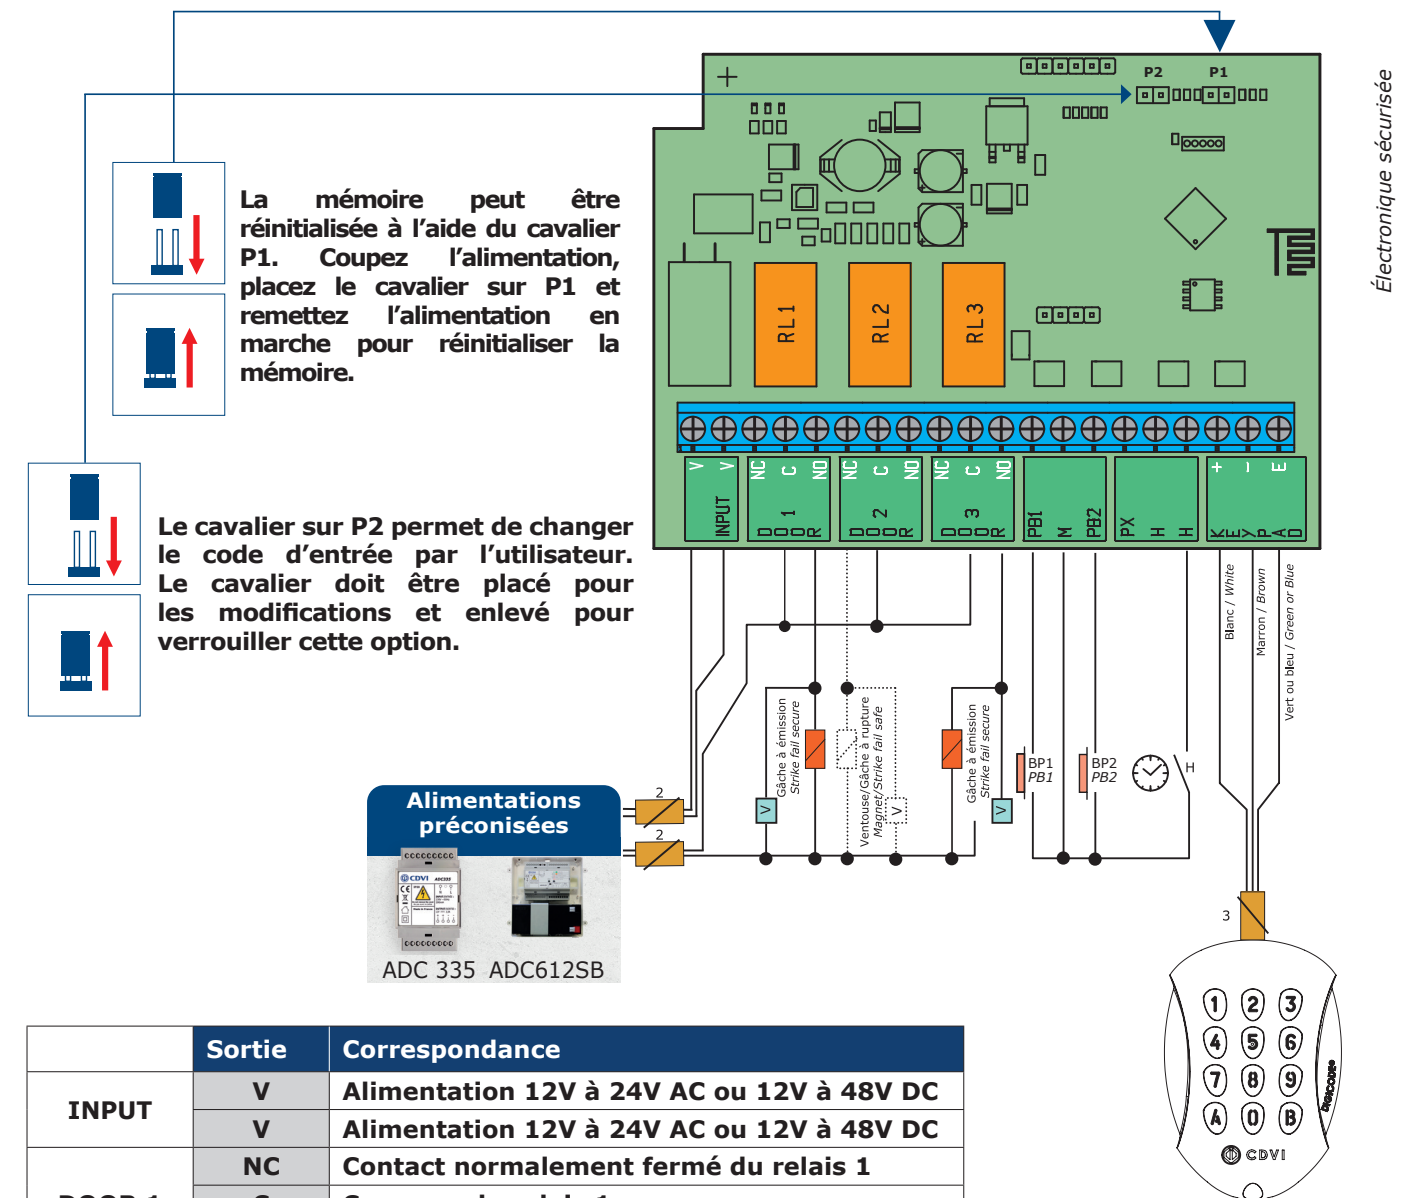 P2 P1
Électronique sécurisée
La mémoire peut être
réinitialisée à l’aide du cavalier
P1. Coupez l’alimentation,
placez le cavalier sur P1 et
remettez l’alimentation en
marche pour réinitialiser la
mémoire.
RL1 RL2 RL3
V V INPUT
NC C NO DOOR 1
NC C NO DOOR 2
NC C NO DOOR 3
PB1 M PB2
PX H H
+ ~ E KEYPAD
Le cavalier sur P2 permet de changer
le code d’entrée par l’utilisateur.
Le cavalier doit être placé pour
les modifications et enlevé pour
verrouiller cette option.
Blanc / White
Marron / Brown
Vert ou bleu / Green or Blue
Gâche à émission
Strike fail secure
V
Ventouse/Gâche à rupture
Magnet/Strike fail safe
V
Gâche à émission
Strike fail secure
V
BP1
PB1
BP2
PB2
H
2
2
3
Alimentations
préconisées
CDVI ADC335
ADC 335 ADC612SB
1 2 3
4 5 6
7 8 9
A 0 B
DIGICODE®
CDVI
Sortie Correspondance
INPUT
V Alimentation 12V à 24V AC ou 12V à 48V DC
V Alimentation 12V à 24V AC ou 12V à 48V DC
NC Contact normalement fermé du relais 1